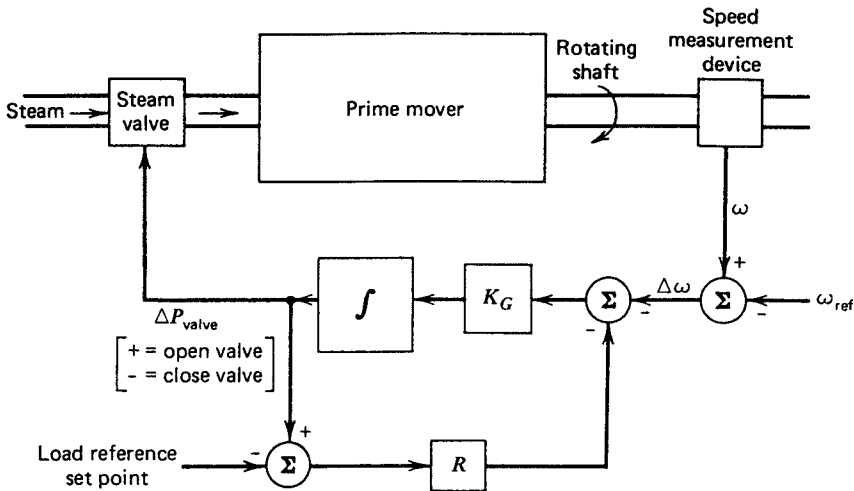 Speed
measurement
device
Rotating
shaft
Steam
Steam
valve
Prime mover
ω
+
Δω
-
-
ω_ref
Σ
Σ
-
K_G
∫
ΔP_valve
[+ = open valve
- = close valve]
+
-
Load reference
set point
Σ
R